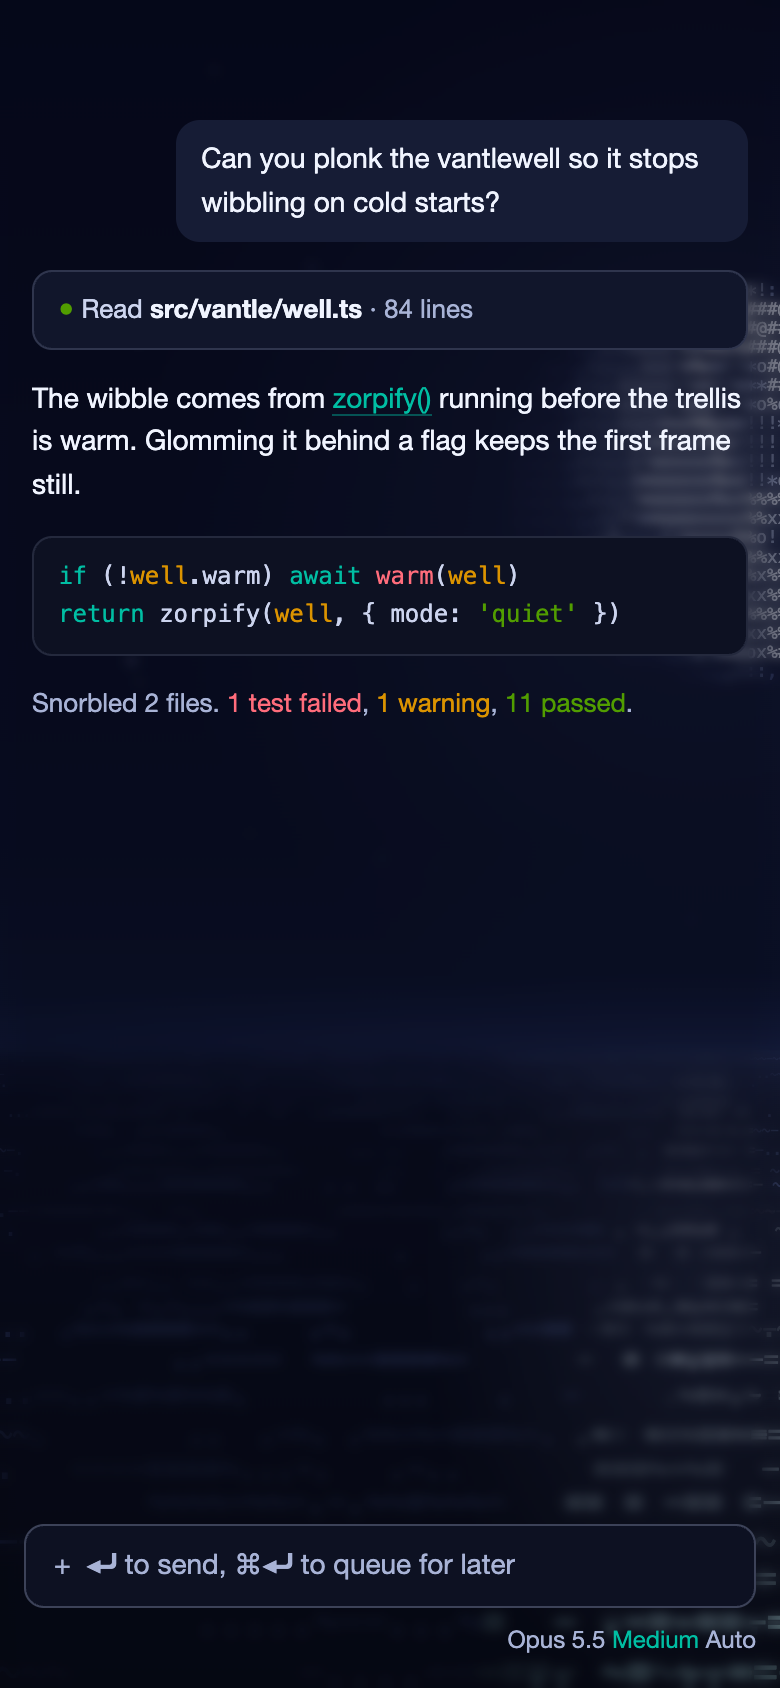 Can you plonk the vantlewell so it stops
wibbling on cold starts?
Read src/vantle/well.ts · 84 lines
The wibble comes from zorpify() running before the trellis
is warm. Glomming it behind a flag keeps the first frame
still.
if (!well.warm) await warm(well)
return zorpify(well, { mode: 'quiet' })
Snorbled 2 files. 1 test failed, 1 warning, 11 passed.
+ ↵ to send, ⌘↵ to queue for later
Opus 5.5 Medium Auto